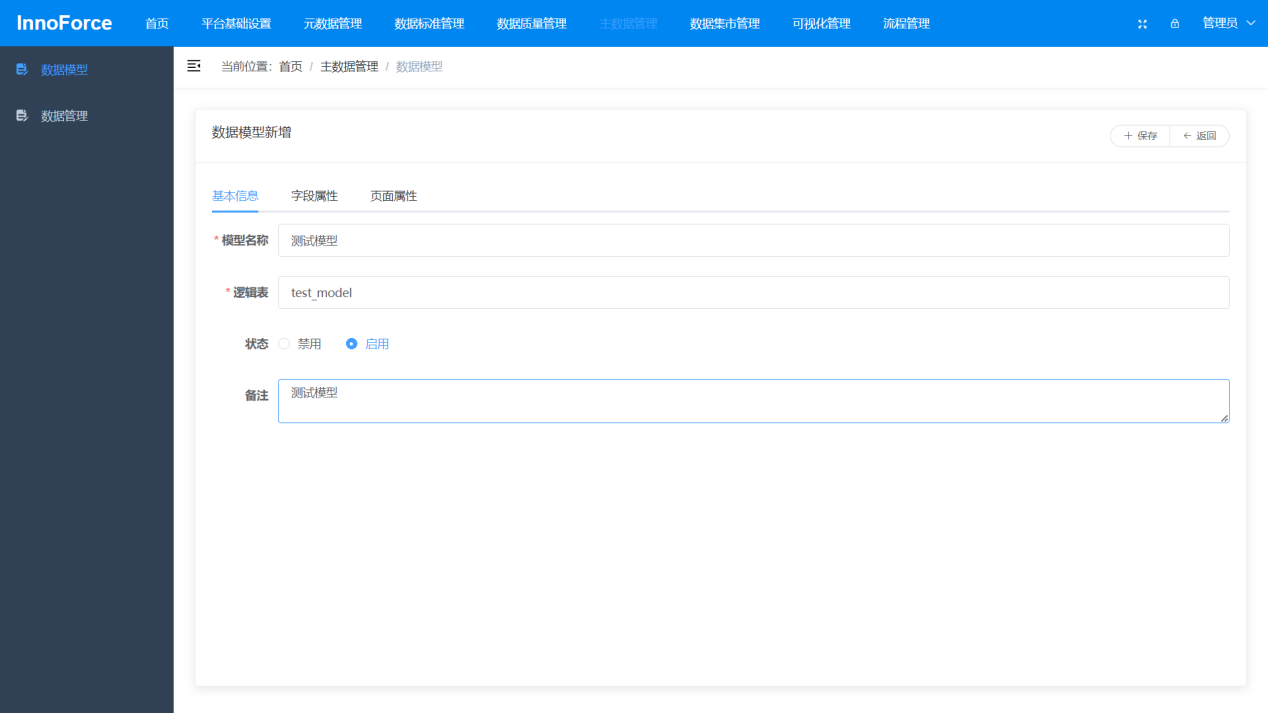 InnoForce 首页 平台基础设置 元数据管理 数据标准管理 数据质量管理 主数据管理 数据集市管理 可视化管理 流程管理 管理员
数据模型
数据管理
当前位置: 首页 / 主数据管理 / 数据模型
数据模型新增
+ 保存 ← 返回
基本信息 字段属性 页面属性
* 模型名称 测试模型
* 逻辑表 test_model
状态 禁用 启用
备注 测试模型